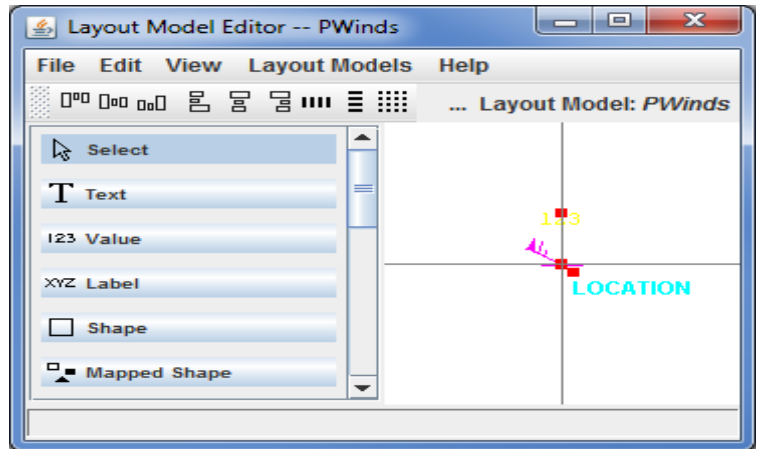 Layout Model Editor -- PWinds
File Edit View Layout Models Help
... Layout Model: PWinds
Select
T Text
123 Value
XYZ Label
Shape
Mapped Shape
123
LOCATION